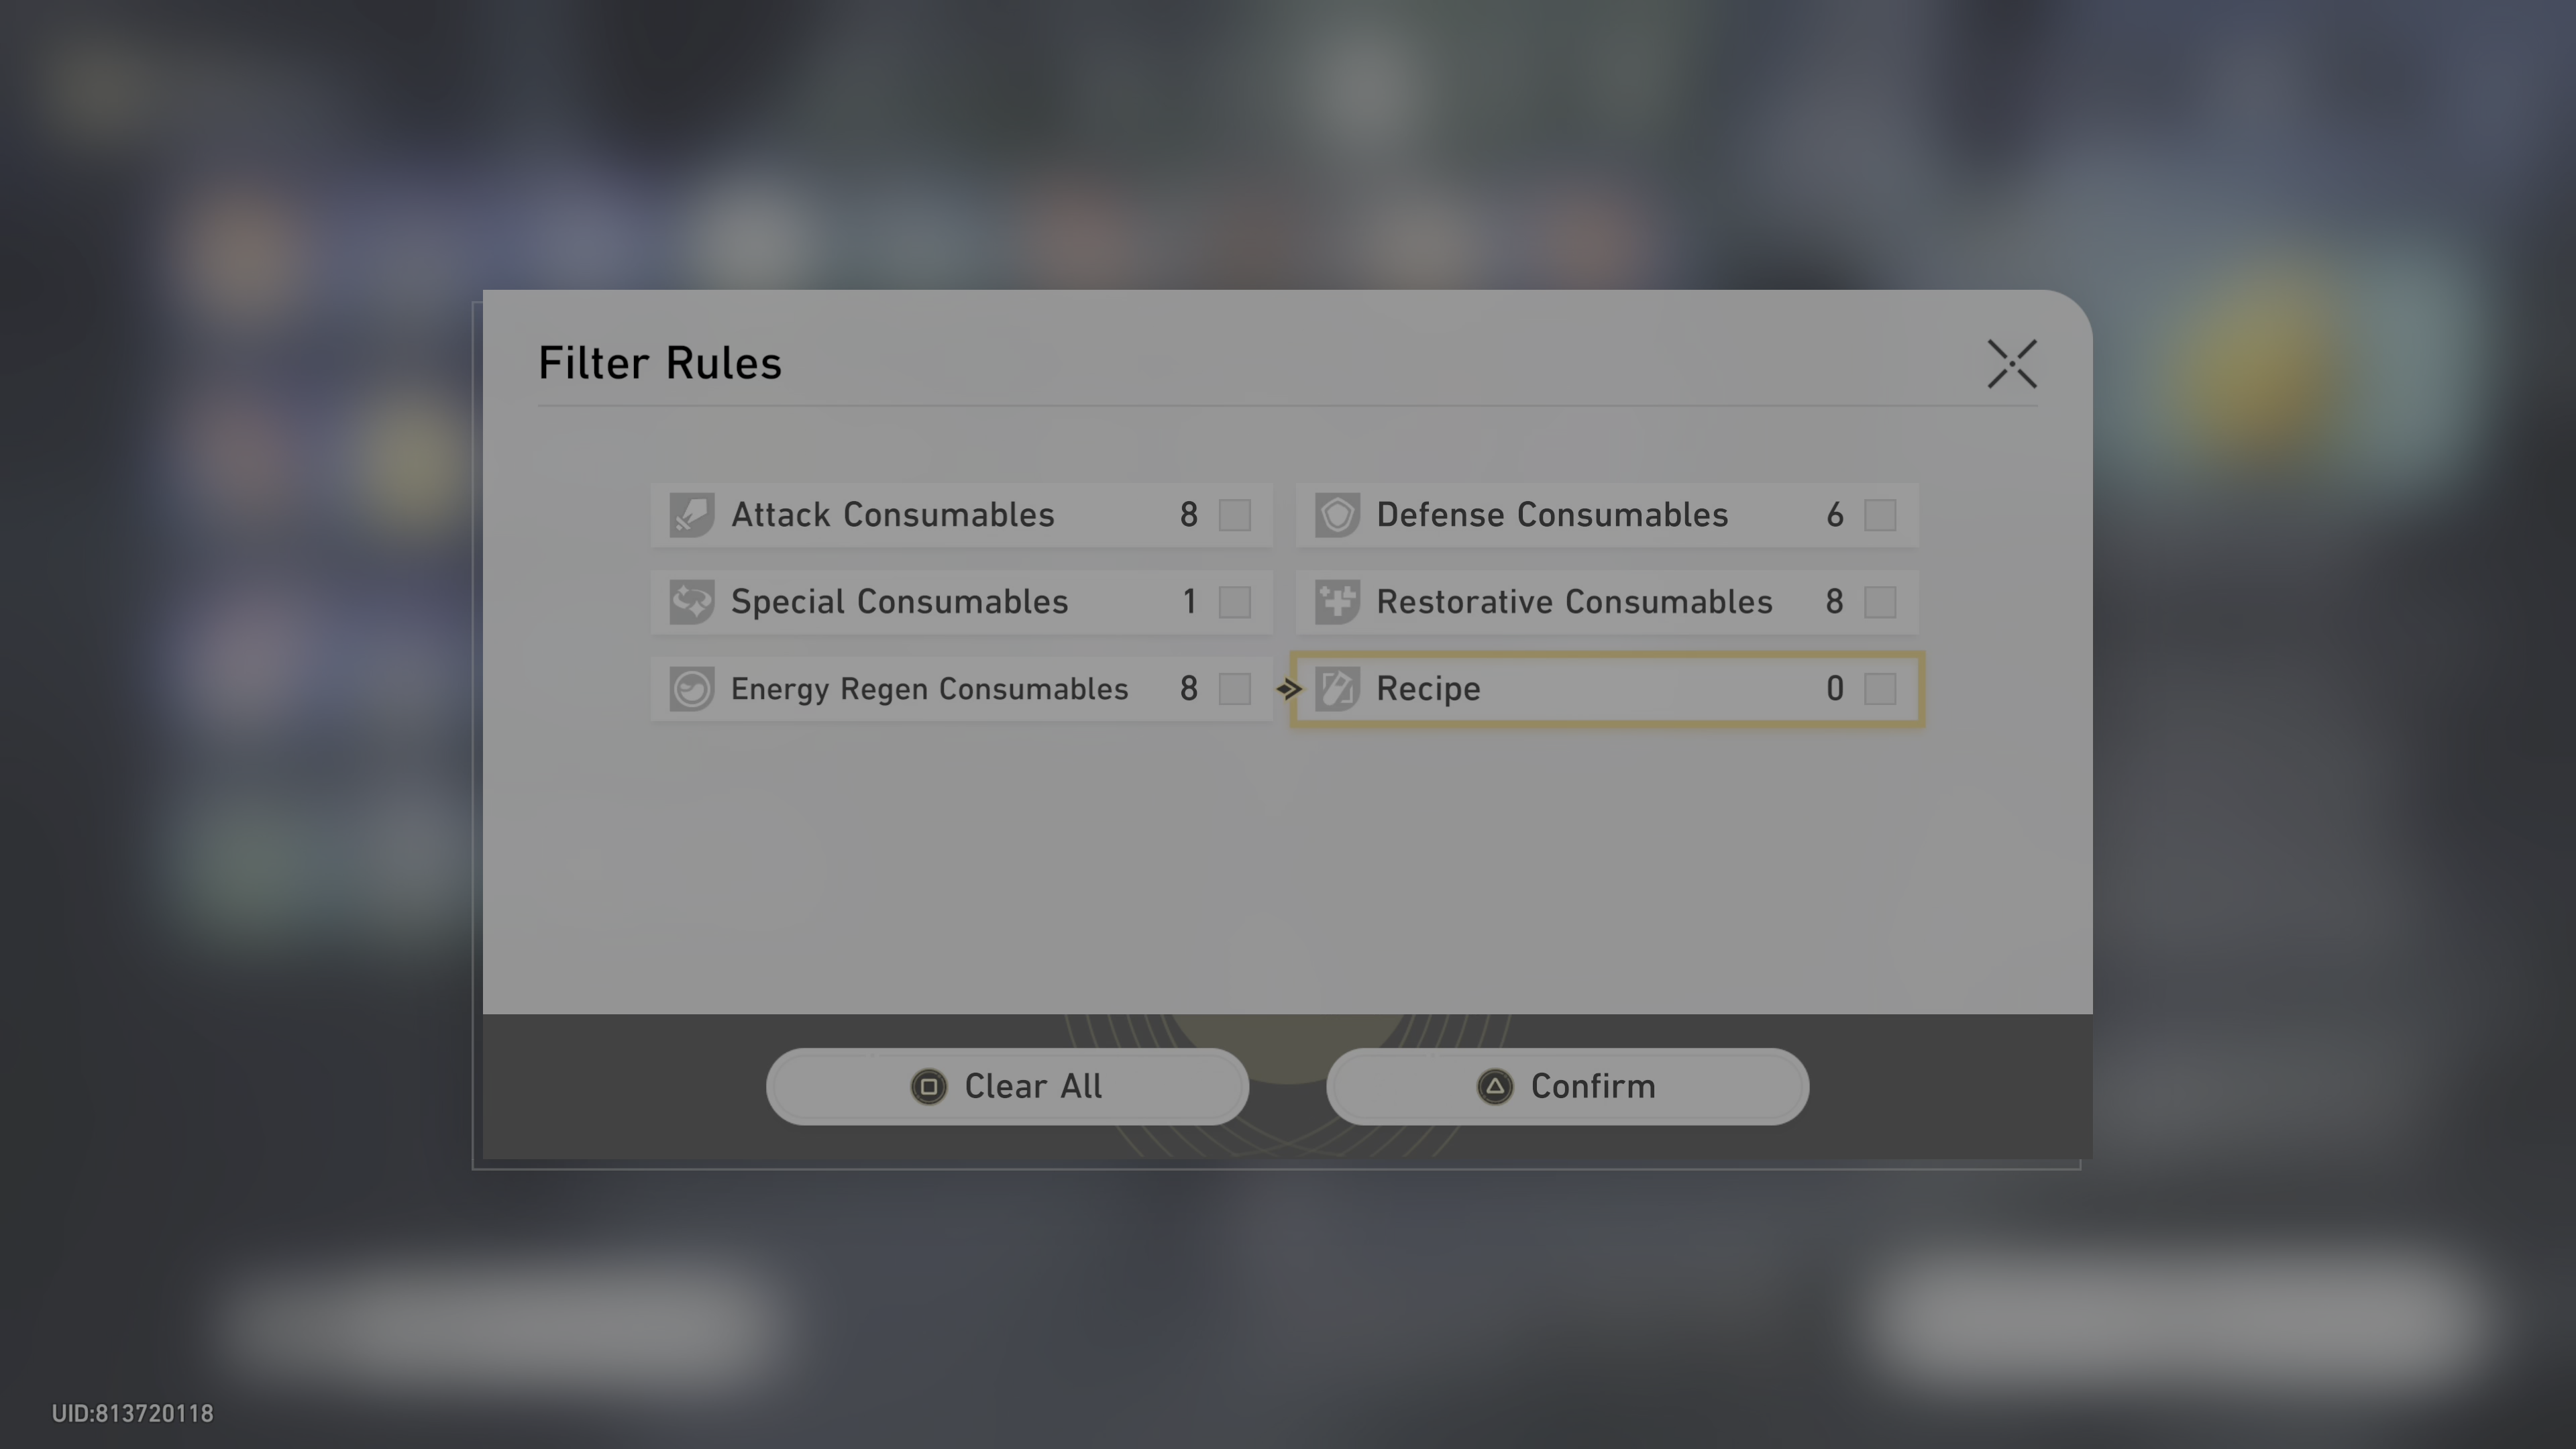 Filter Rules
Attack Consumables 8
Defense Consumables 6
Special Consumables 1
Restorative Consumables 8
Energy Regen Consumables 8
Recipe 0
Clear All
Confirm
UID:813720118